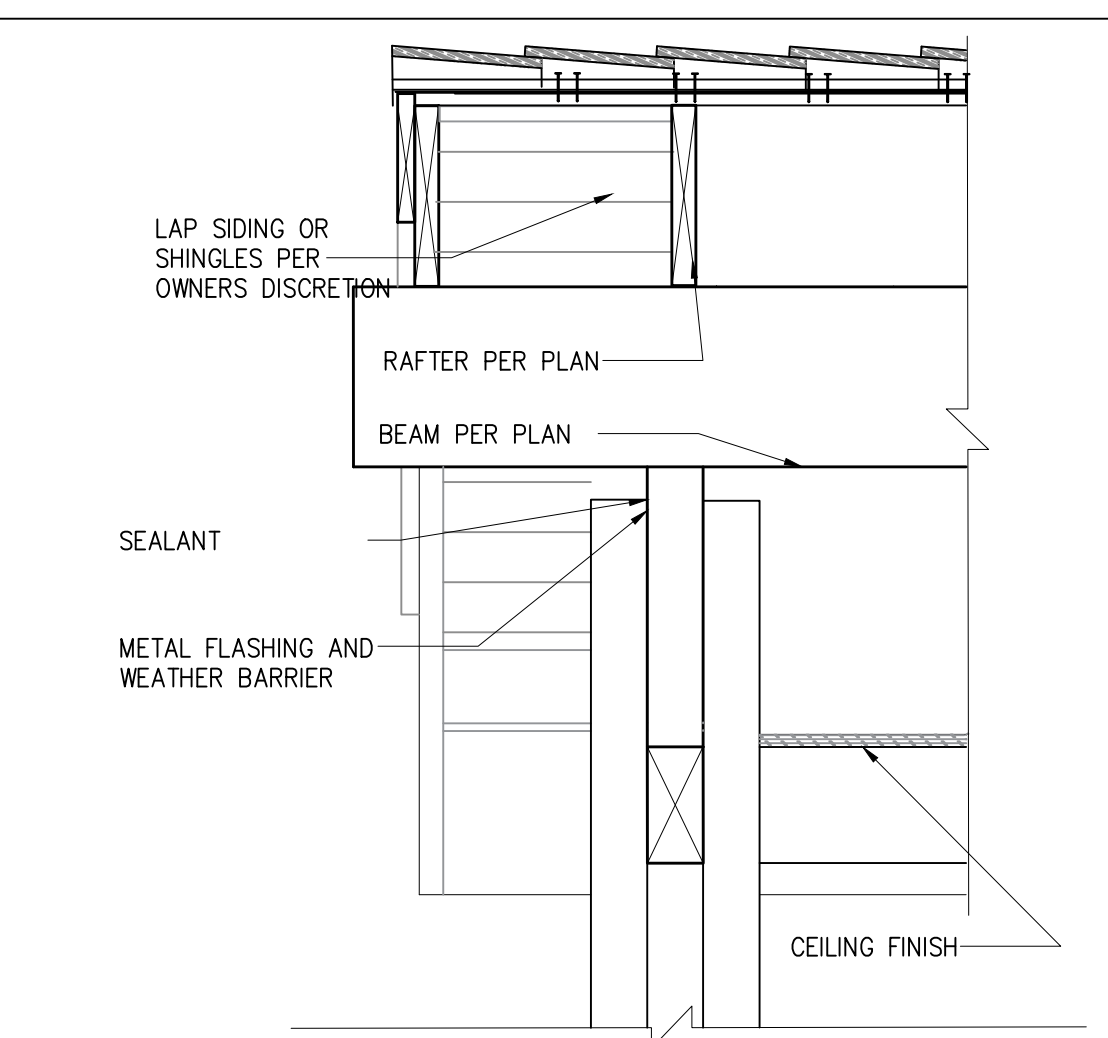 LAP SIDING OR
SHINGLES PER
OWNERS DISCRETION
RAFTER PER PLAN
BEAM PER PLAN
SEALANT
METAL FLASHING AND
WEATHER BARRIER
CEILING FINISH